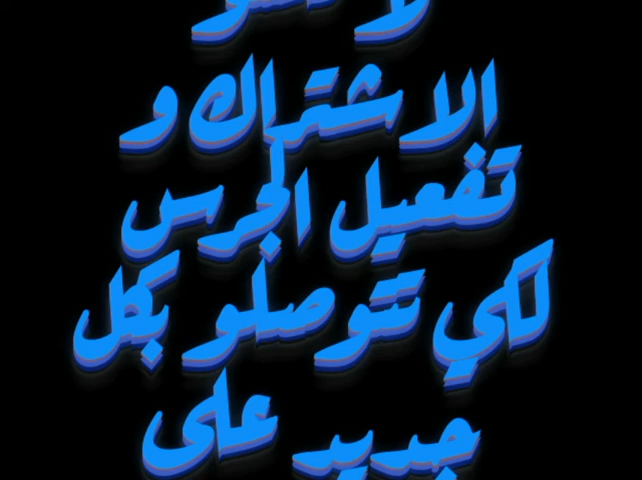 الاشتراك و
تفعيل الجرس
لكي تتوصلو بكل
جديد على